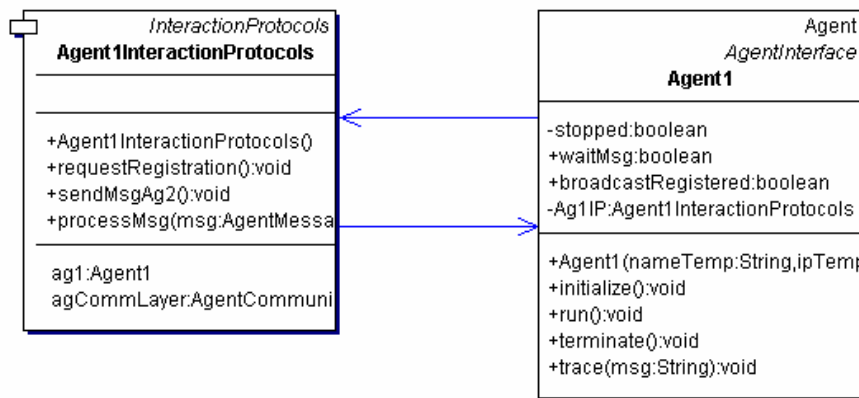 InteractionProtocols
Agent1InteractionProtocols
+Agent1InteractionProtocols()
+requestRegistration():void
+sendMsgAg2():void
+processMsg(msg:AgentMessa
ag1:Agent1
agCommLayer:AgentCommuni
Agent
AgentInterface
Agent1
-stopped:boolean
+waitMsg:boolean
+broadcastRegistered:boolean
-Ag1IP:Agent1InteractionProtocols
+Agent1(nameTemp:String,ipTemp
+initialize():void
+run():void
+terminate():void
+trace(msg:String):void